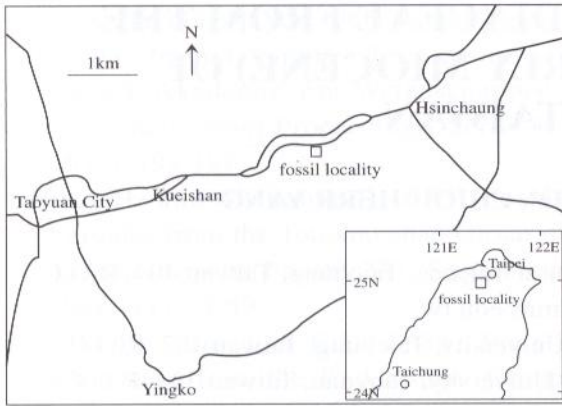 N
1km
Hsinchaung
fossil locality
Kueishan
Taoyuan City
Yingko
121E
122E
Taipei
25N
fossil locality
Taichung
24N